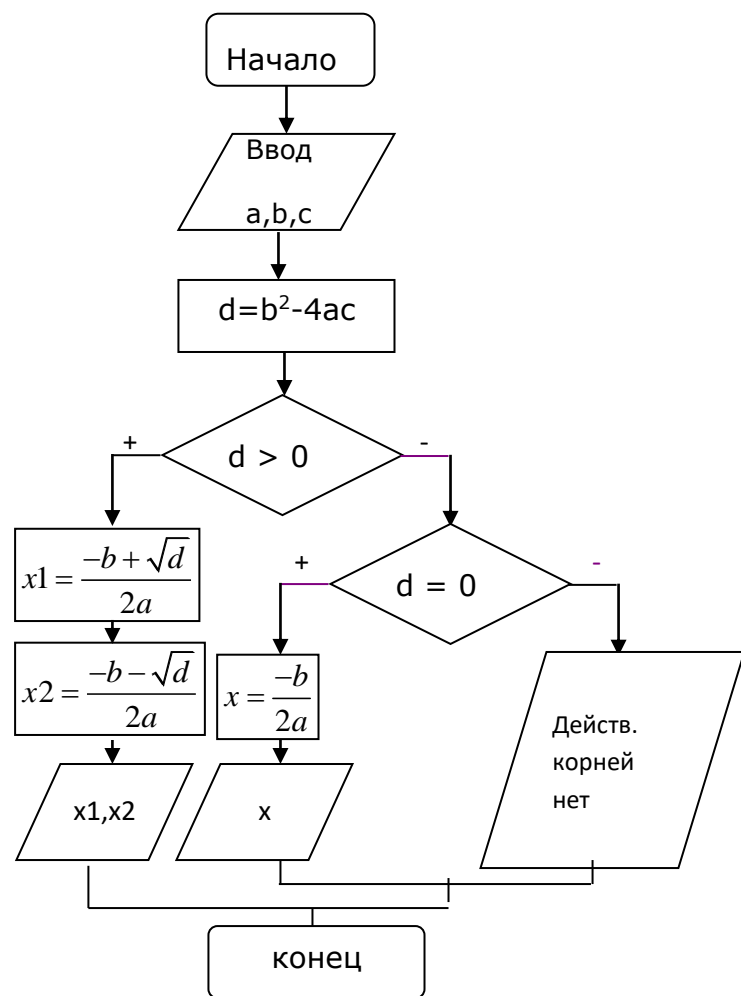 Начало
Ввод
a,b,c
d=b²-4ac
+
d > 0
-
x1 = (-b + √d) / 2a
+
d = 0
-
x2 = (-b - √d) / 2a
x = -b / 2a
Действ.
корней
нет
x1,x2
x
конец